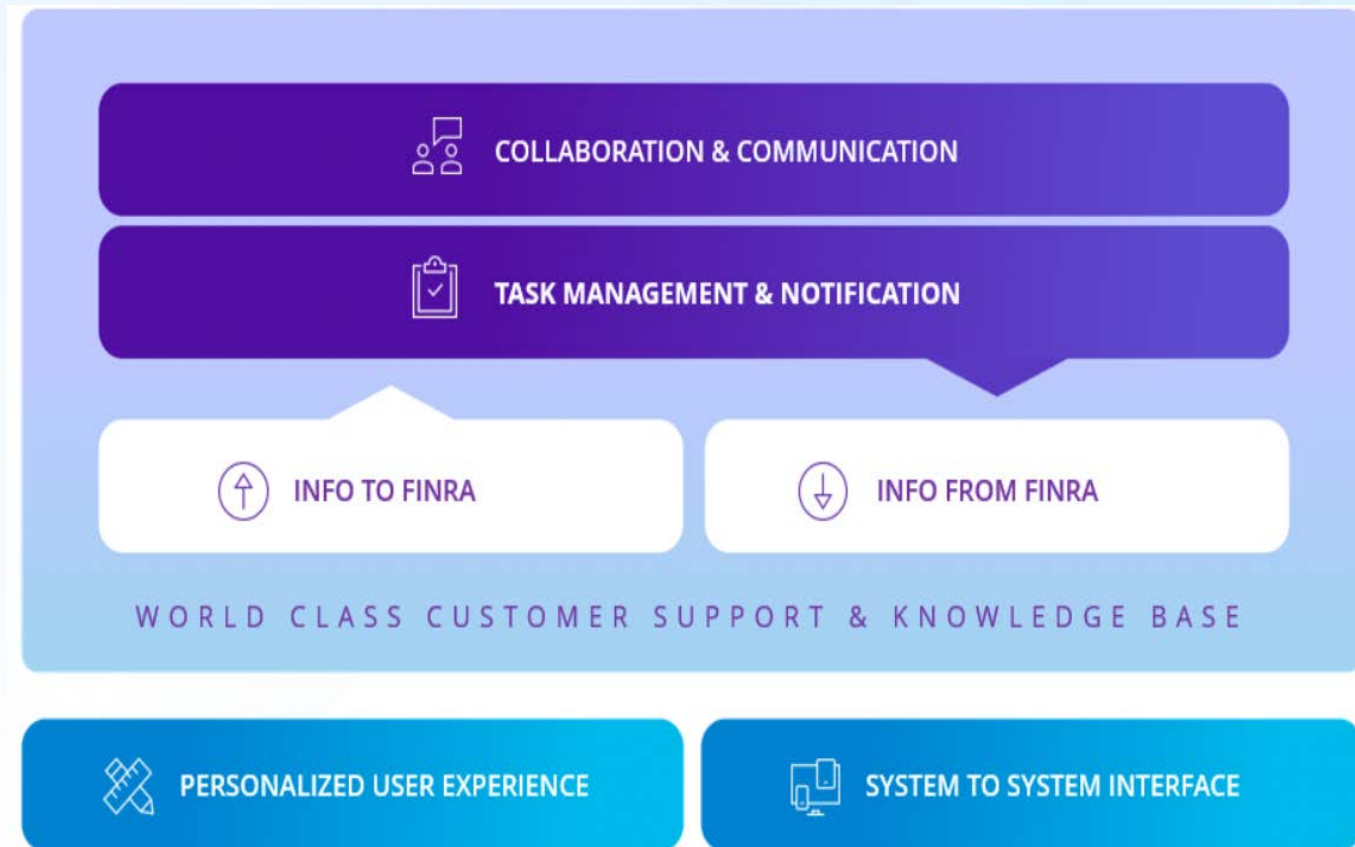 COLLABORATION & COMMUNICATION
TASK MANAGEMENT & NOTIFICATION
INFO TO FINRA
INFO FROM FINRA
WORLD CLASS CUSTOMER SUPPORT & KNOWLEDGE BASE
PERSONALIZED USER EXPERIENCE
SYSTEM TO SYSTEM INTERFACE